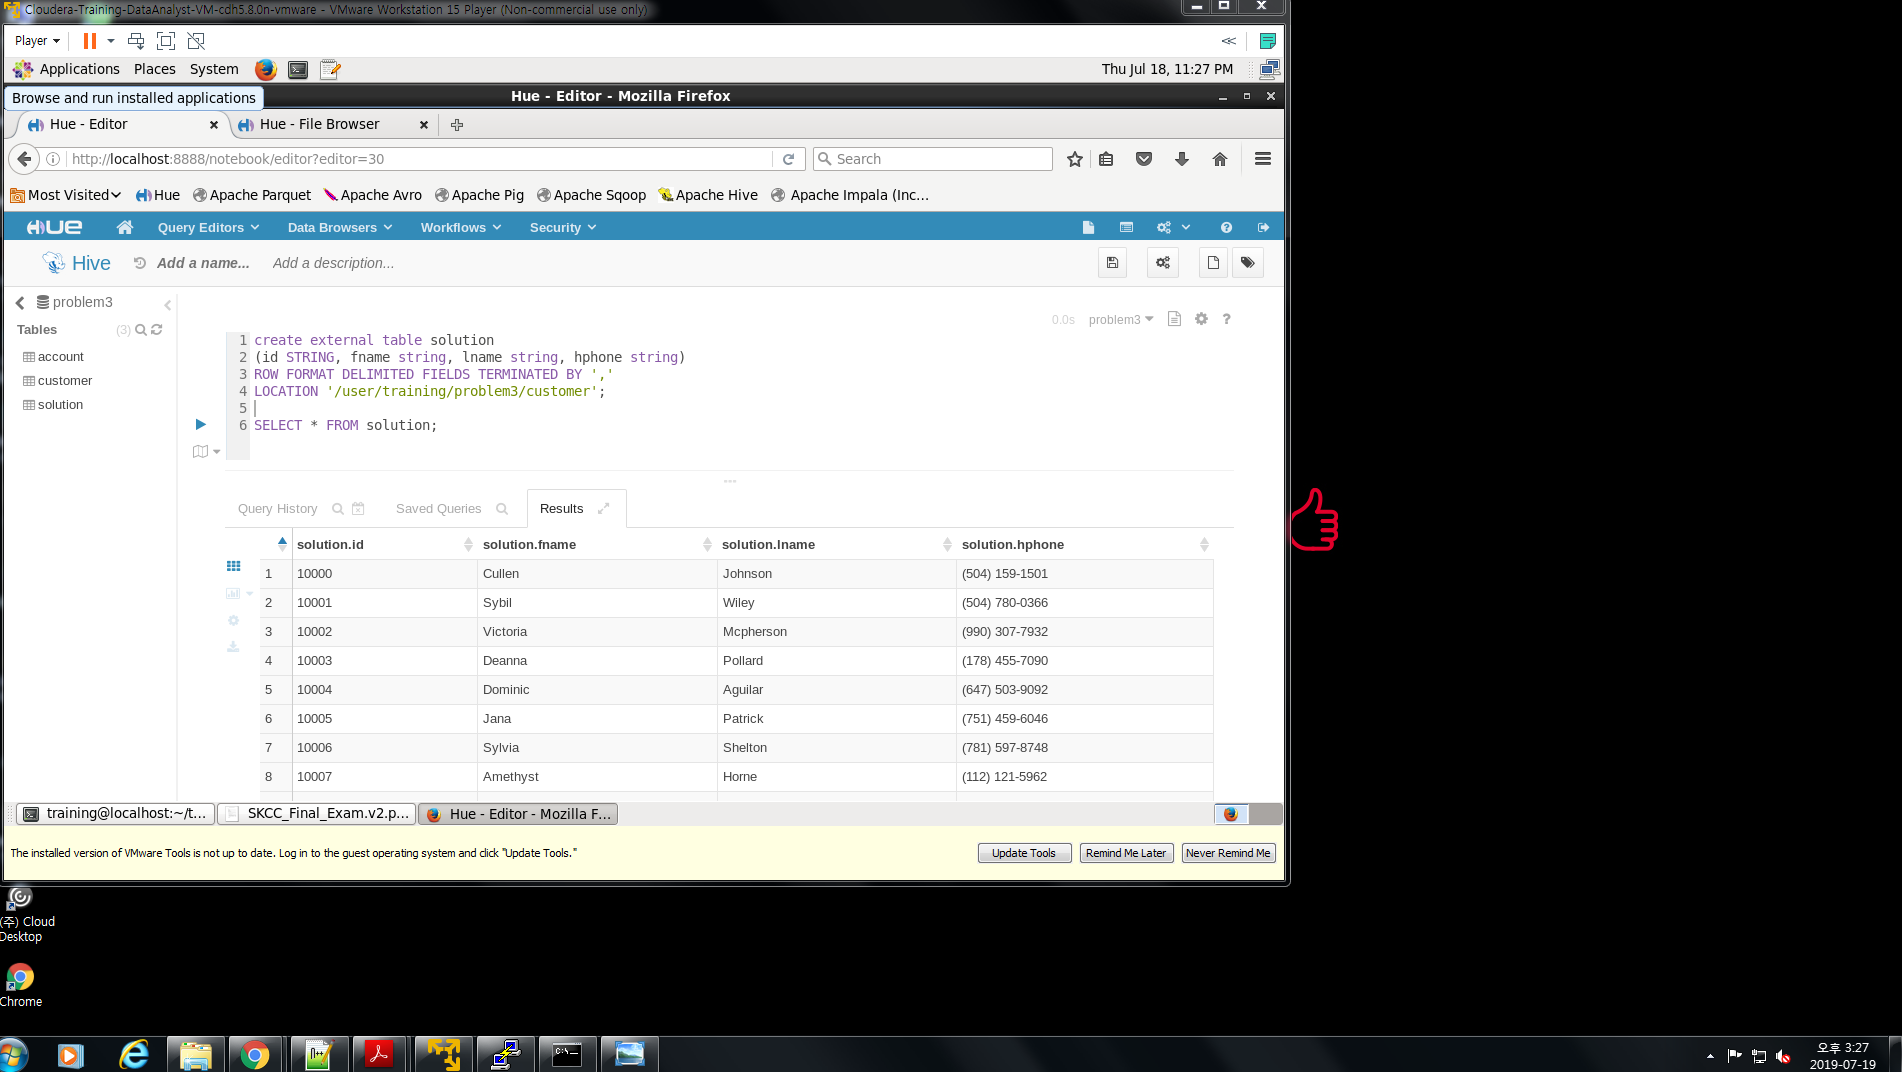 Cloudera-Training-DataAnalyst-VM-cdh5.8.0n-vmware - VMware Workstation 15 Player (Non-commercial use only)
Player
Applications Places System Thu Jul 18, 11:27 PM
Browse and run installed applications
Hue - Editor - Mozilla Firefox
Hue - Editor Hue - File Browser
http://localhost:8888/notebook/editor?editor=30 Search
Most Visited Hue Apache Parquet Apache Avro Apache Pig Apache Sqoop Apache Hive Apache Impala (Inc...
HUE Query Editors Data Browsers Workflows Security
Hive Add a name... Add a description...
problem3
Tables (3)
account
customer
solution
0.0s problem3 ?
1 create external table solution
2 (id STRING, fname string, lname string, hphone string)
3 ROW FORMAT DELIMITED FIELDS TERMINATED BY ','
4 LOCATION '/user/training/problem3/customer';
5
6 SELECT * FROM solution;
Query History Saved Queries Results
solution.id solution.fname solution.lname solution.hphone
1 10000 Cullen Johnson (504) 159-1501
2 10001 Sybil Wiley (504) 780-0366
3 10002 Victoria Mcpherson (990) 307-7932
4 10003 Deanna Pollard (178) 455-7090
5 10004 Dominic Aguilar (647) 503-9092
6 10005 Jana Patrick (751) 459-6046
7 10006 Sylvia Shelton (781) 597-8748
8 10007 Amethyst Horne (112) 121-5962
training@localhost:~/t... SKCC_Final_Exam.v2.p... Hue - Editor - Mozilla F...
The installed version of VMware Tools is not up to date. Log in to the guest operating system and click "Update Tools."
Update Tools Remind Me Later Never Remind Me
(주) Cloud
Desktop
Chrome
오후 3:27
2019-07-19